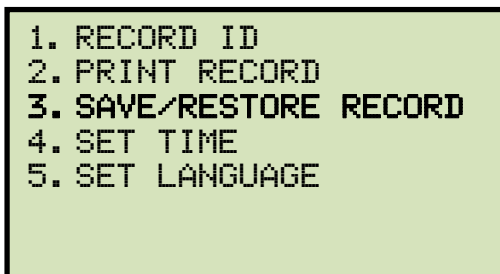 1. RECORD ID
2. PRINT RECORD
3. SAVE/RESTORE RECORD
4. SET TIME
5. SET LANGUAGE